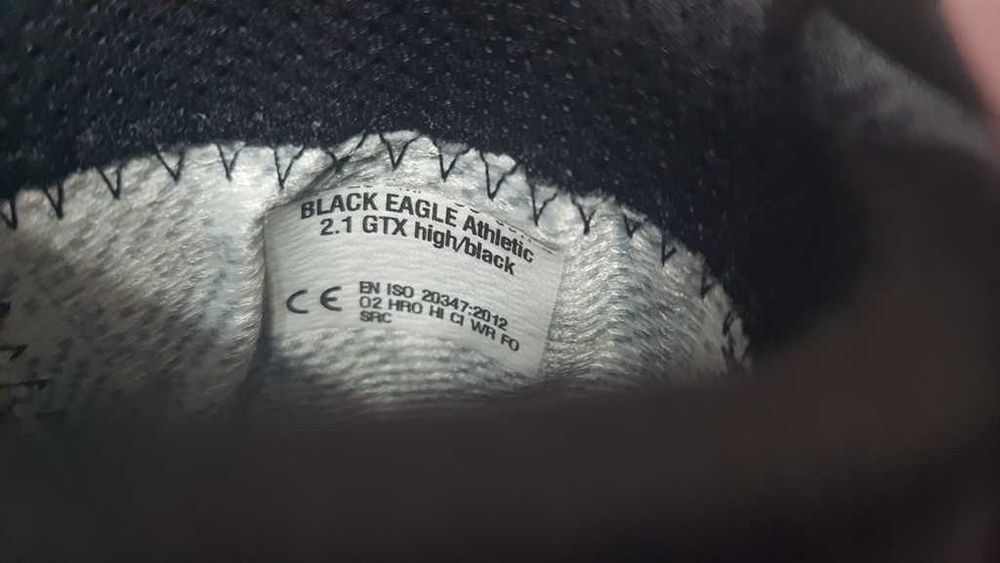 BLACK EAGLE Athletic
2.1 GTX high/black
CE EN ISO 20347:2012
O2 HRO HI CI WR FO
SRC